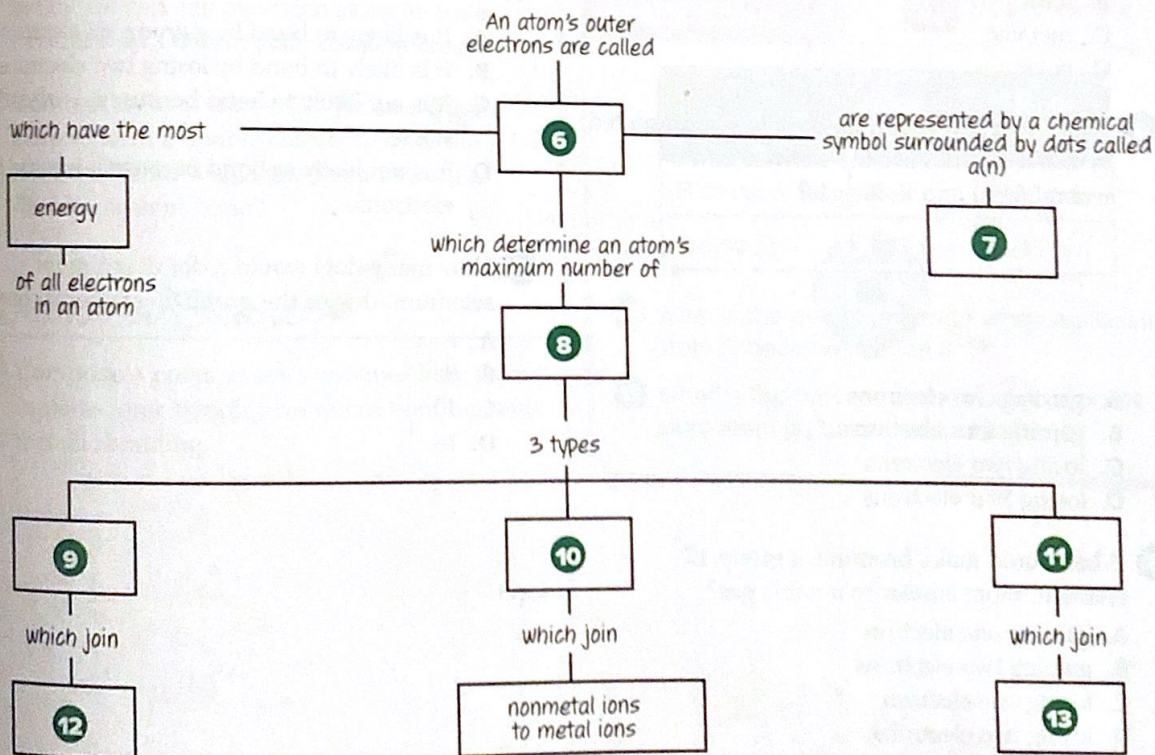 An atom's outer
electrons are called
which have the most
6
are represented by a chemical
symbol surrounded by dots called
a(n)
energy
7
which determine an atom's
maximum number of
of all electrons
in an atom
8
3 types
9
10
11
which join
which join
which join
12
nonmetal ions
to metal ions
13